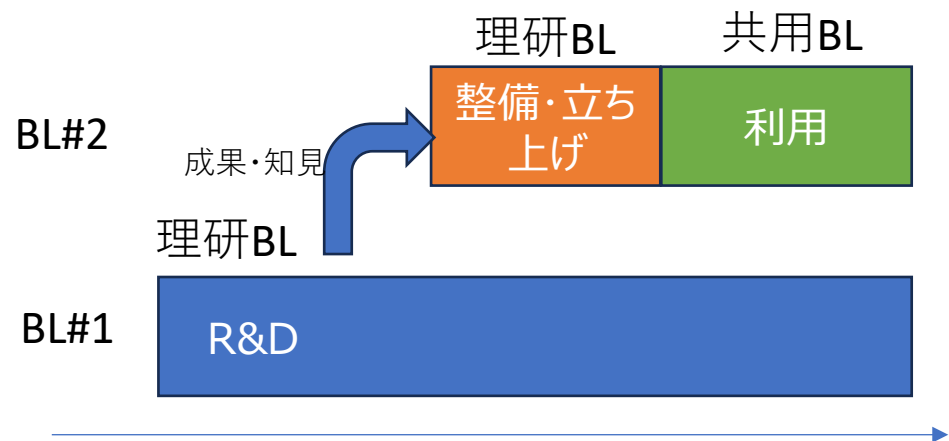 理研BL
共用BL
BL#2
整備・立ち
上げ
利用
成果・知見
理研BL
BL#1
R&D